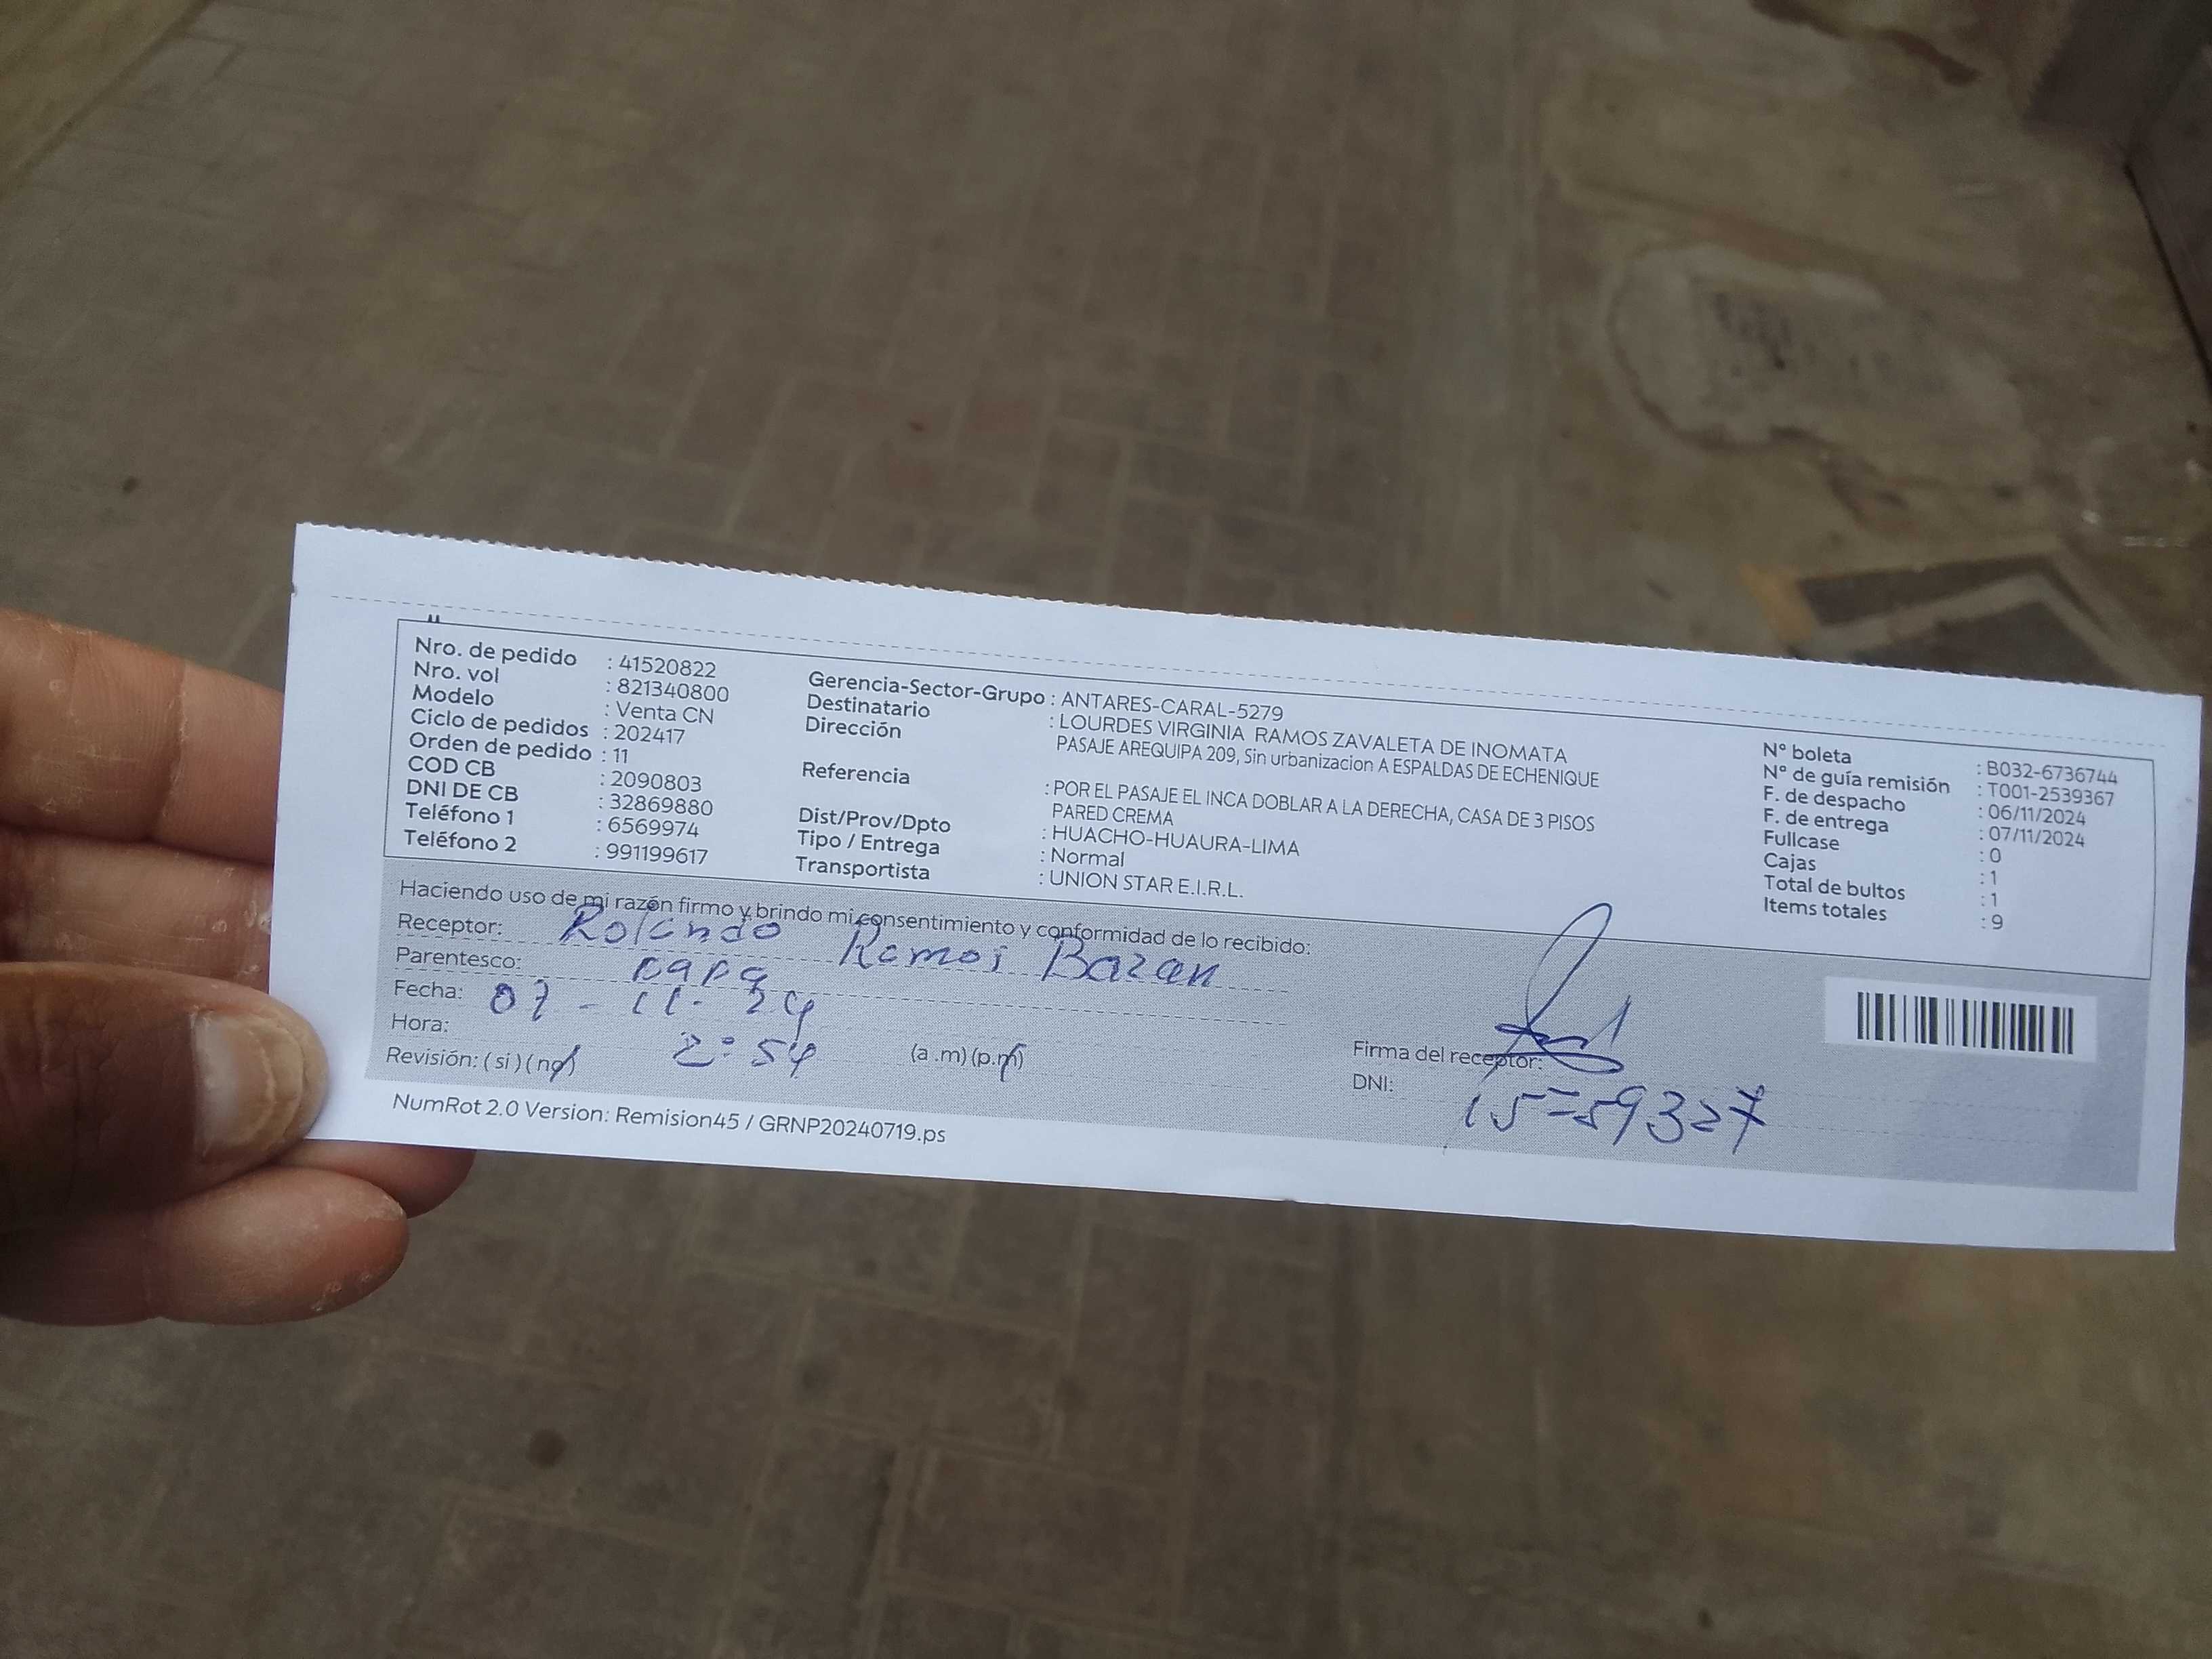 Nro. de pedido : 41520822
Nro. vol : 821340800
Modelo : Venta CN
Ciclo de pedidos : 202417
Orden de pedido : 11
COD CB : 2090803
DNI DE CB : 32869880
Teléfono 1 : 6569974
Teléfono 2 : 991199617
Gerencia-Sector-Grupo : ANTARES-CARAL-5279
Destinatario : LOURDES VIRGINIA RAMOS ZAVALETA DE INOMATA
Dirección PASAJE AREQUIPA 209, Sin urbanizacion A ESPALDAS DE ECHENIQUE
Referencia : POR EL PASAJE EL INCA DOBLAR A LA DERECHA, CASA DE 3 PISOS
PARED CREMA
Dist/Prov/Dpto : HUACHO-HUAURA-LIMA
Tipo / Entrega : Normal
Transportista : UNION STAR E.I.R.L.
N° boleta : B032-6736744
N° de guía remisión : T001-2539367
F. de despacho : 06/11/2024
F. de entrega : 07/11/2024
Fullcase : 0
Cajas : 1
Total de bultos : 1
Items totales : 9
Haciendo uso de mi razón firmo y brindo mi consentimiento y conformidad de lo recibido:
Receptor: Rolando Ramos Bazan
Parentesco: papa
Fecha: 07 - 11 - 24
Hora: 2:54 (a .m) (p.m)
Revisión: ( si ) ( no )
Firma del receptor:
DNI:
NumRot 2.0 Version: Remision45 / GRNP20240719.ps